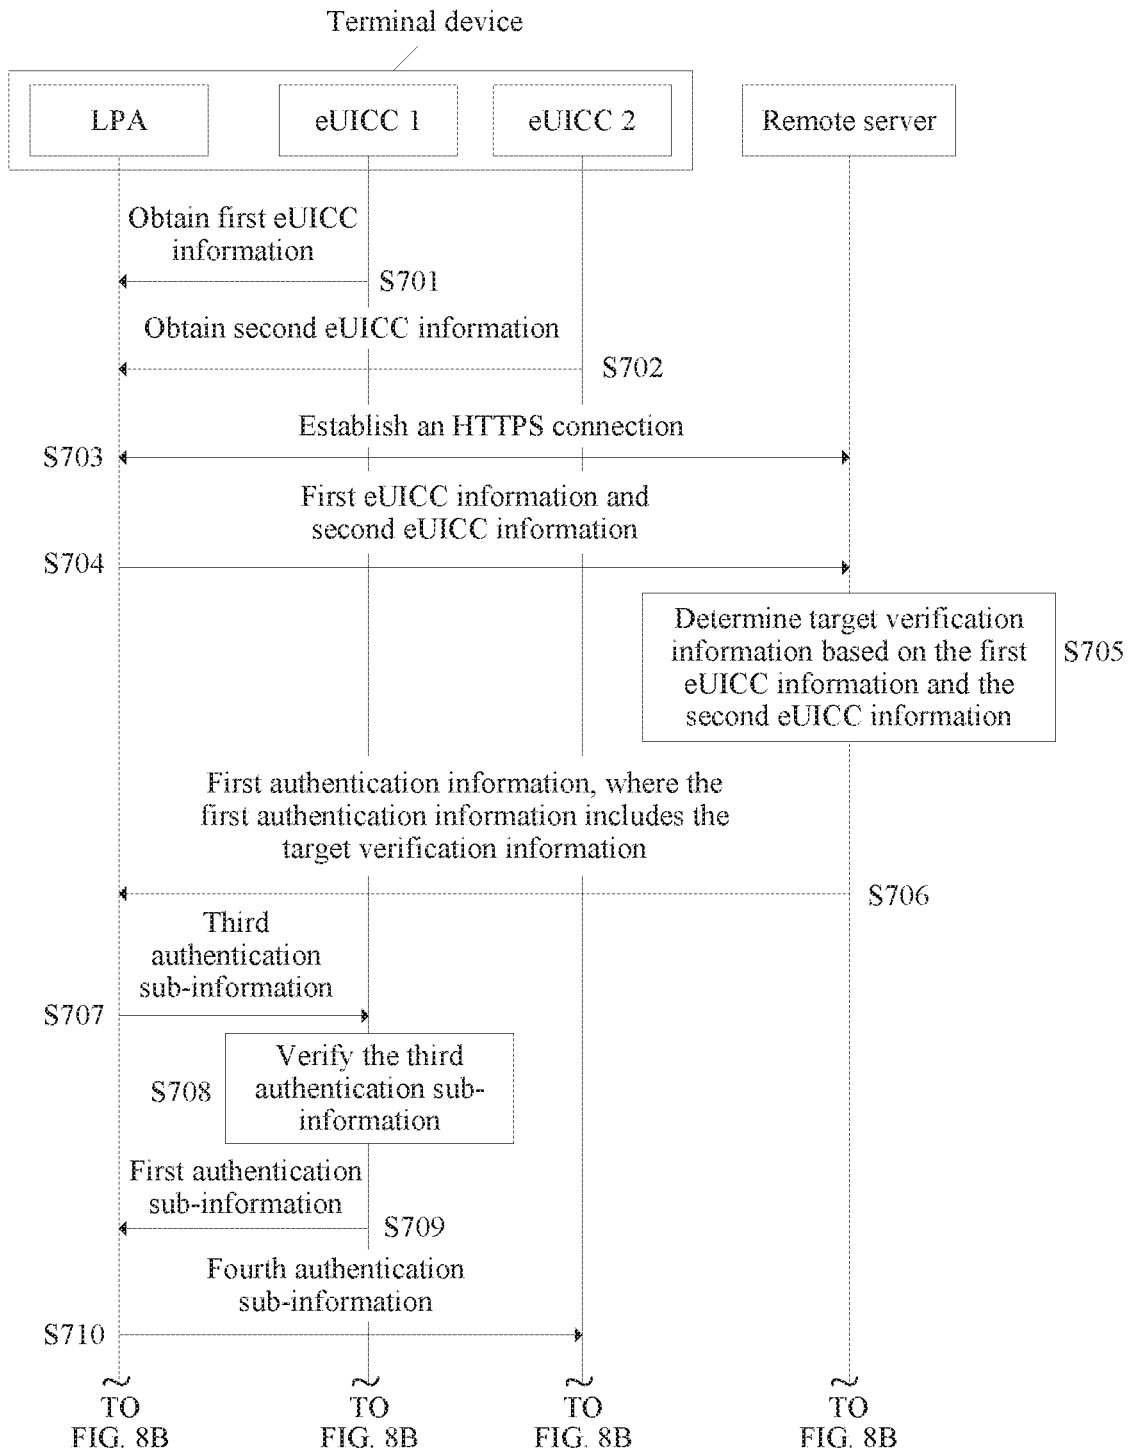 Terminal device
LPA
eUICC 1
eUICC 2
Remote server
Obtain first eUICC
information
S701
Obtain second eUICC information
S702
Establish an HTTPS connection
S703
First eUICC information and
second eUICC information
S704
Determine target verification
information based on the first
eUICC information and the
second eUICC information
S705
First authentication information, where the
first authentication information includes the
target verification information
S706
Third
authentication
sub-information
S707
Verify the third
authentication sub-
information
S708
First authentication
sub-information
S709
Fourth authentication
sub-information
S710
TO
FIG. 8B
TO
FIG. 8B
TO
FIG. 8B
TO
FIG. 8B